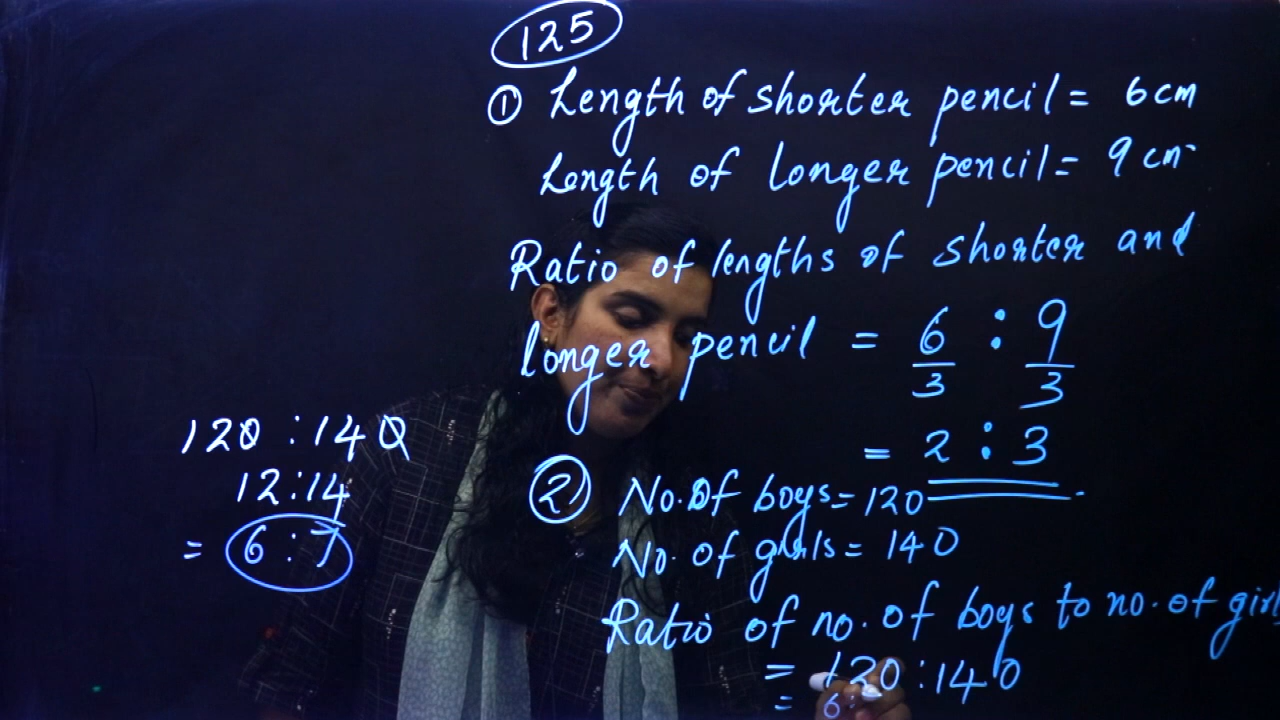 125
① Length of shorter pencil = 6cm
Length of longer pencil = 9 cm
Ratio of lengths of shorter and
longer pencil = 6/3 : 9/3
= 2 : 3
② No. of boys = 120
No. of girls = 140
Ratio of no. of boys to no. of girls
= 120 : 140
= 6 :
120 : 140
12 : 14
= 6 : 7